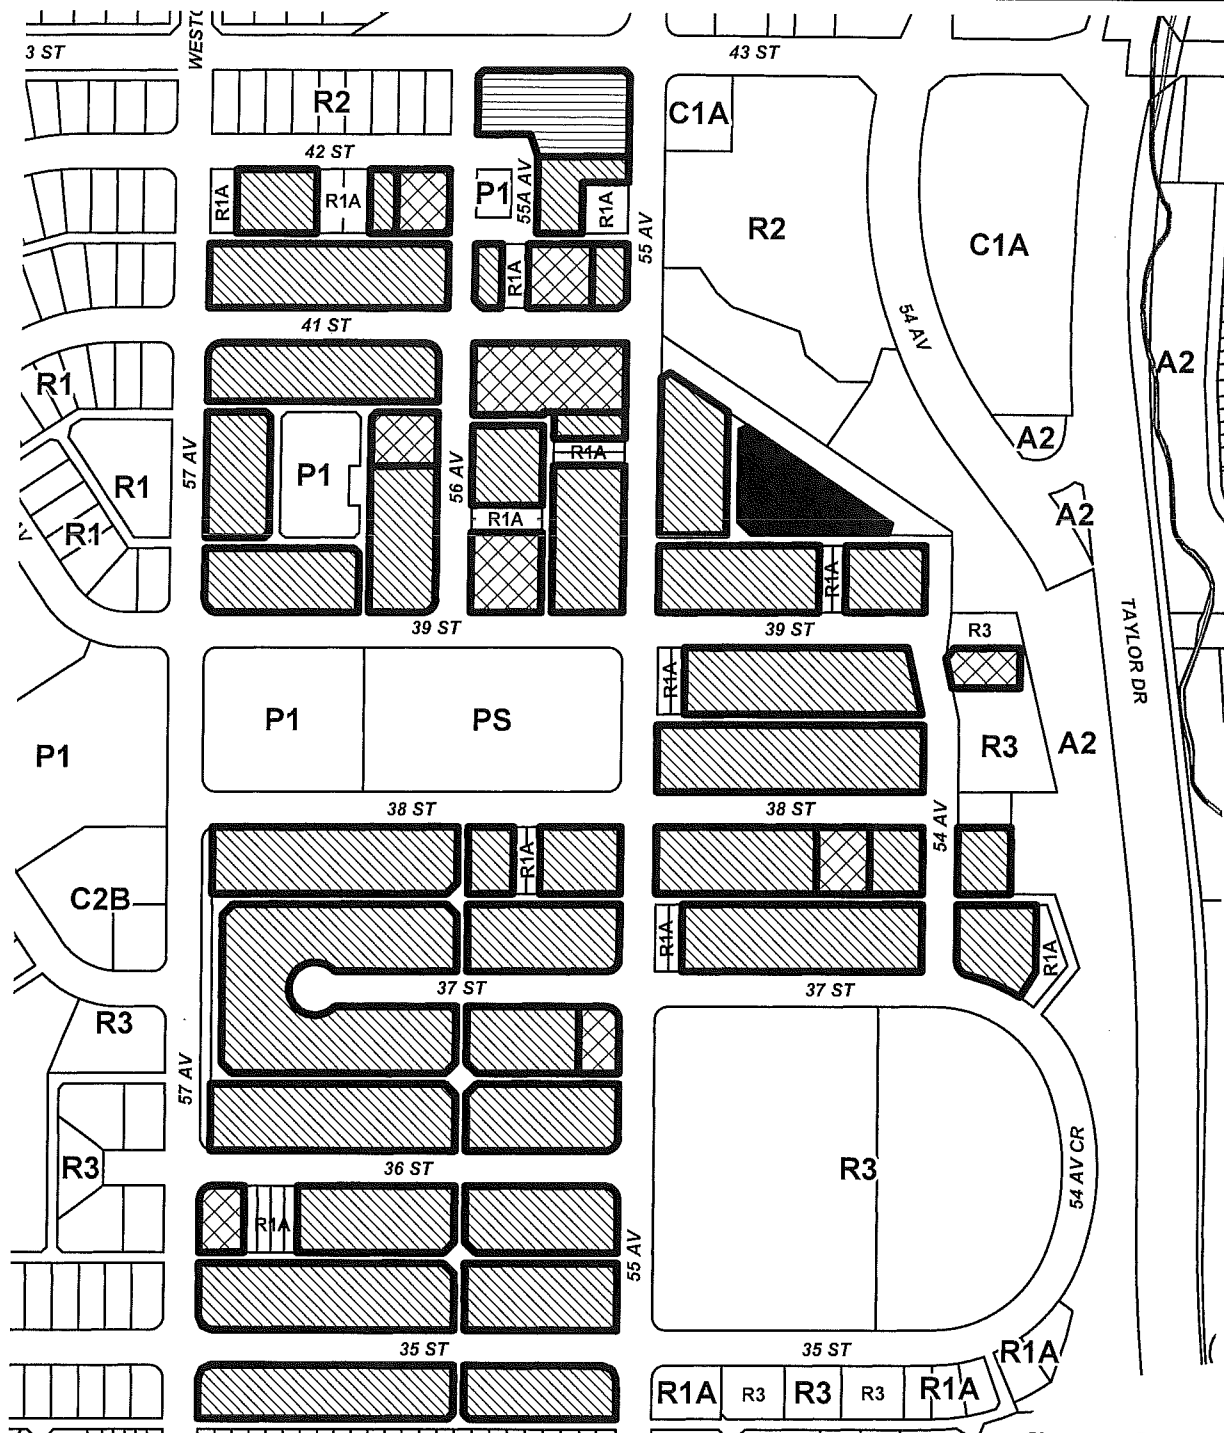 WESTO
3 ST
43 ST
R2
C1A
42 ST
R1A
R1A
P1
55A AV
R1A
55 AV
R2
C1A
R1A
41 ST
54 AV
R1
A2
A2
57 AV
R1A
R1
P1
56 AV
A2
R1
R1A
R1A
TAYLOR DR
39 ST
39 ST
R3
R1A
P1
PS
P1
R3
A2
38 ST
38 ST
54 AV
R1A
C2B
R1A
R1A
37 ST
37 ST
R3
57 AV
R3
36 ST
R3
54 AV CR
R1A
55 AV
35 ST
35 ST
R1A
R1A
R3
R3
R3
R1A